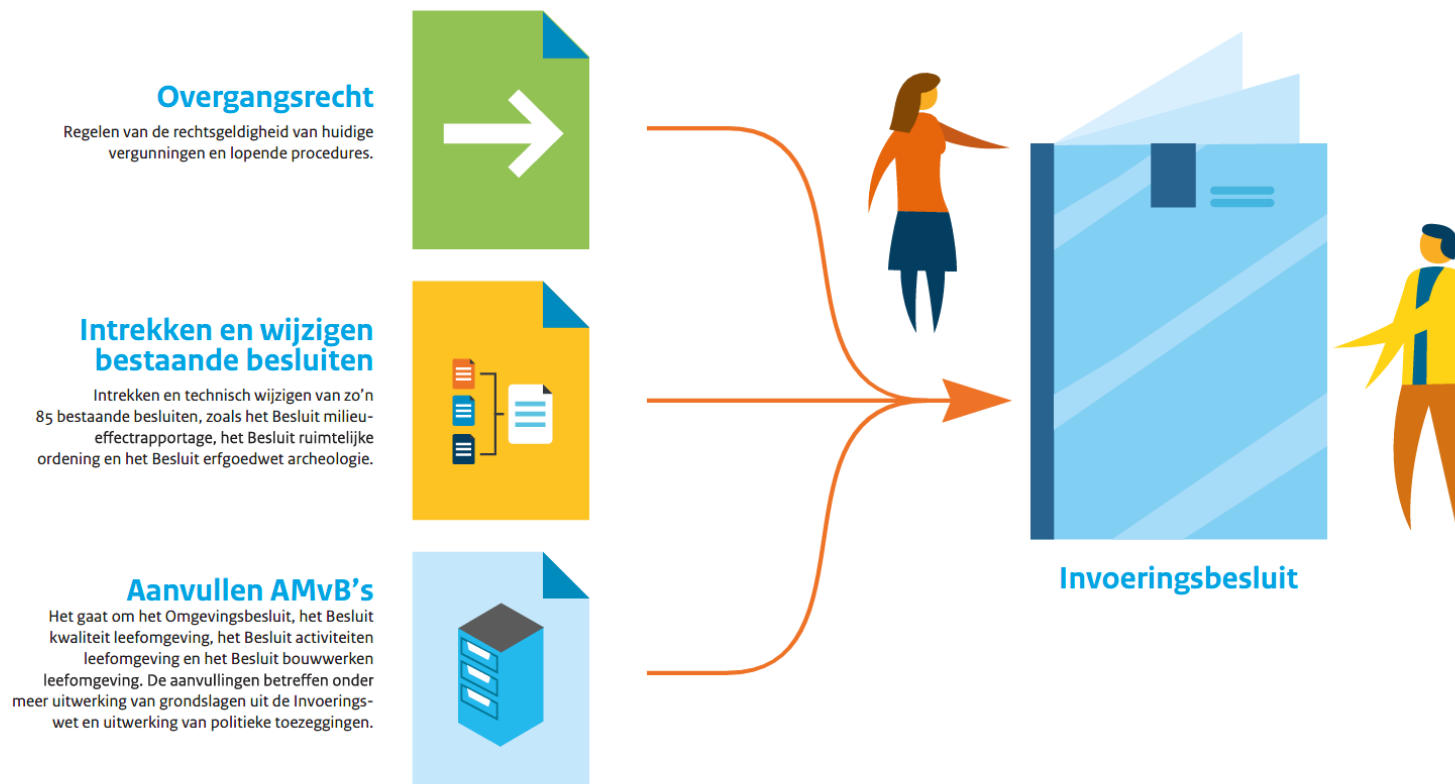 Overgangsrecht
Regelen van de rechtsgeldigheid van huidige
vergunningen en lopende procedures.
Intrekken en wijzigen
bestaande besluiten
Intrekken en technisch wijzigen van zo’n
85 bestaande besluiten, zoals het Besluit milieu-
effectrapportage, het Besluit ruimtelijke
ordening en het Besluit erfgoedwet archeologie.
Aanvullen AMvB’s
Het gaat om het Omgevingsbesluit, het Besluit
kwaliteit leefomgeving, het Besluit activiteiten
leefomgeving en het Besluit bouwwerken
leefomgeving. De aanvullingen betreffen onder
meer uitwerking van grondslagen uit de Invoerings-
wet en uitwerking van politieke toezeggingen.
Invoeringsbesluit